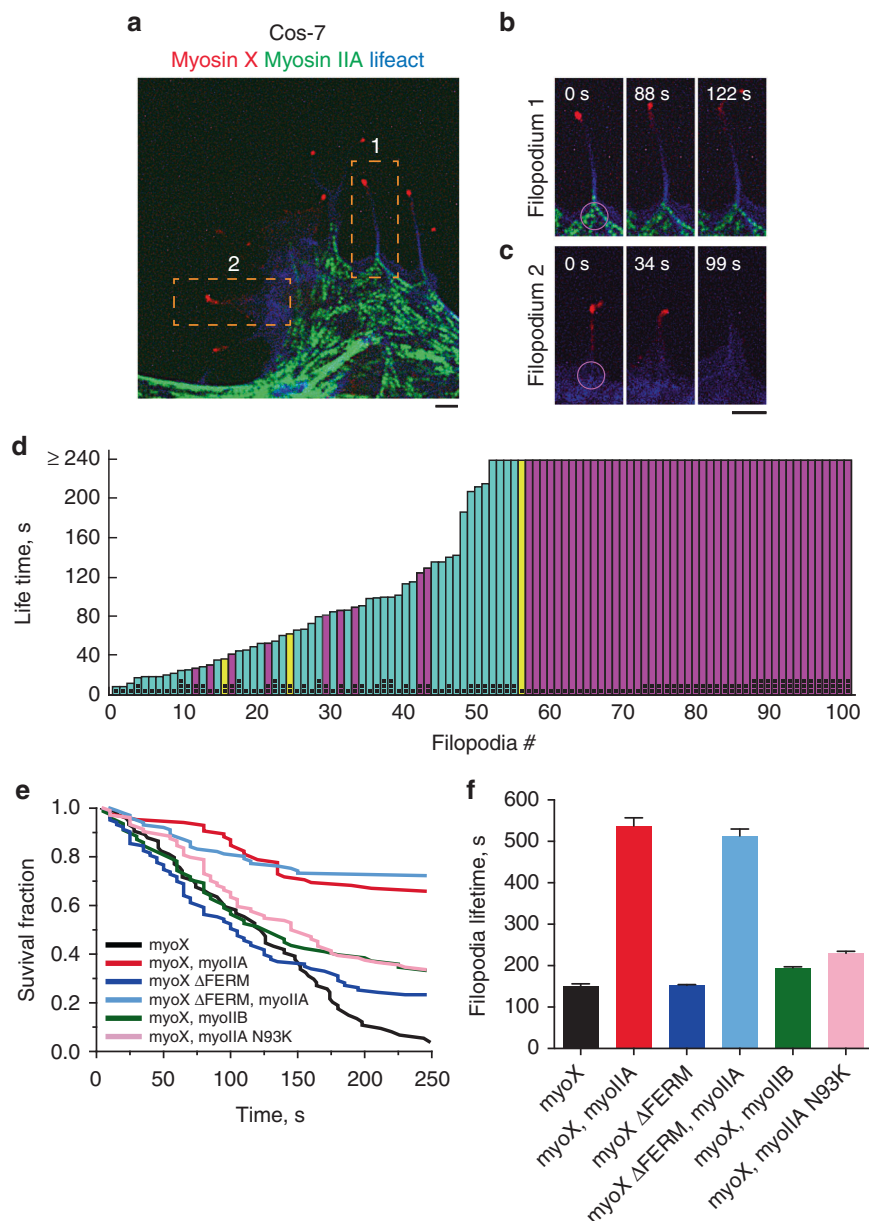 a
Cos-7
Myosin X Myosin IIA lifeact
1
2
b
Filopodium 1
0 s
88 s
122 s
c
Filopodium 2
0 s
34 s
99 s
d
Life time, s
≥ 240
200
160
120
80
40
0
0 10 20 30 40 50 60 70 80 90 100
Filopodia #
e
Suvival fraction
1.0
0.8
0.6
0.4
0.2
0.0
myoX
myoX, myoIIA
myoX ΔFERM
myoX ΔFERM, myoIIA
myoX, myoIIB
myoX, myoIIA N93K
0 50 100 150 200 250
Time, s
f
Filopodia lifetime, s
600
500
400
300
200
100
0
myoX
myoX, myoIIA
myoX ΔFERM
myoX ΔFERM, myoIIA
myoX, myoIIB
myoX, myoIIA N93K